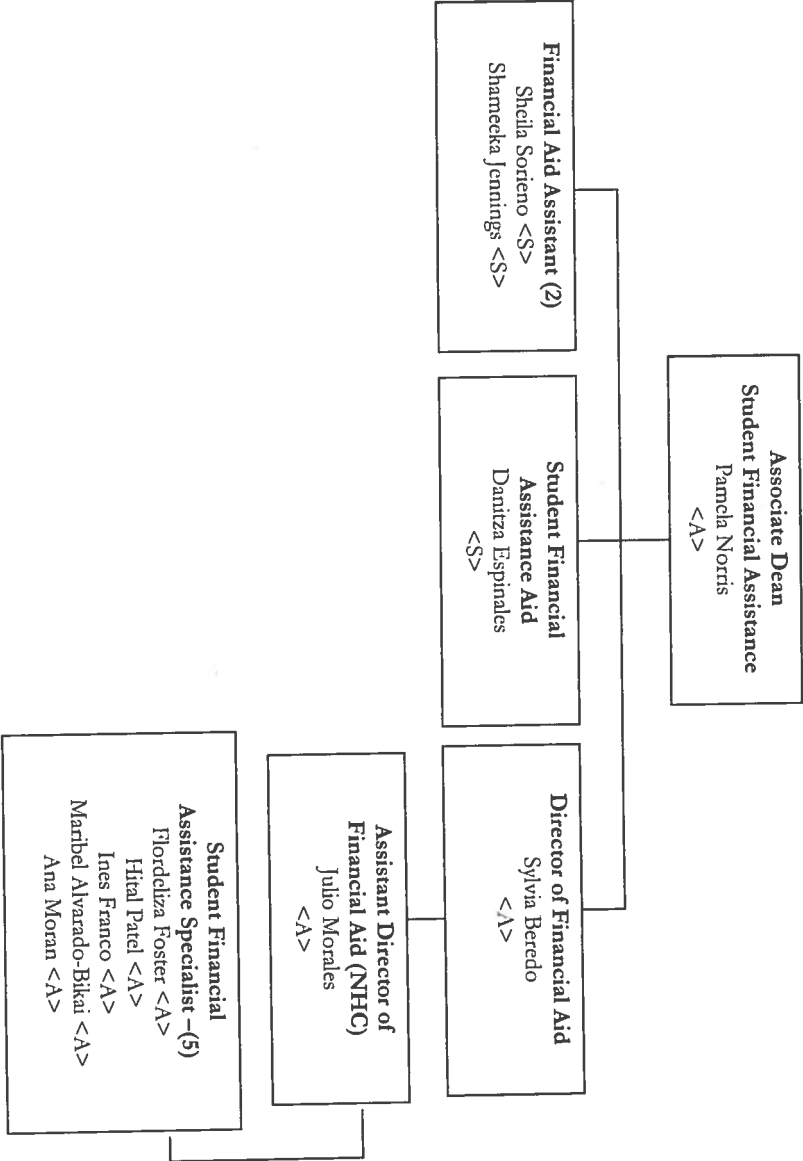 Associate Dean
Student Financial Assistance
Pamela Norris
<A>
Financial Aid Assistant (2)
Sheila Sorieno <S>
Shamecka Jennings <S>
Student Financial
Assistance Aid
Danitza Espinales
<S>
Director of Financial Aid
Sylvia Beredo
<A>
Assistant Director of
Financial Aid (NHC)
Julio Morales
<A>
Student Financial
Assistance Specialist –(5)
Flordeliza Foster <A>
Hital Patel <A>
Ines Franco <A>
Maribel Alvarado-Bikai <A>
Ana Moran <A>